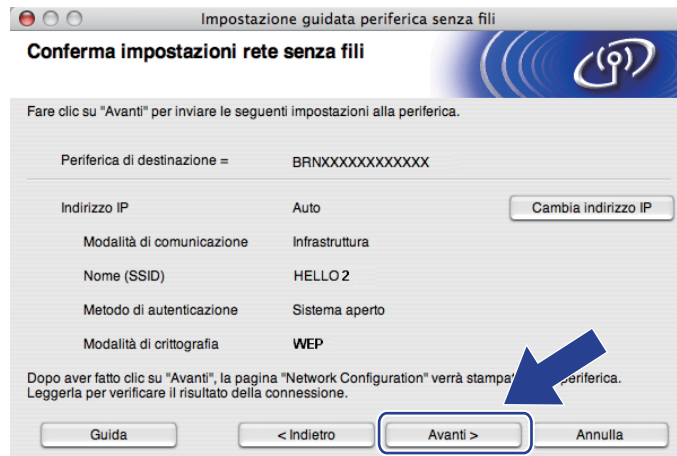 Impostazione guidata periferica senza fili
Conferma impostazioni rete senza fili
Fare clic su "Avanti" per inviare le seguenti impostazioni alla periferica.
Periferica di destinazione = BRNXXXXXXXXXXXX
Indirizzo IP Auto Cambia indirizzo IP
Modalità di comunicazione Infrastruttura
Nome (SSID) HELLO 2
Metodo di autenticazione Sistema aperto
Modalità di crittografia WEP
Dopo aver fatto clic su "Avanti", la pagina "Network Configuration" verrà periferica.
Leggerla per verificare il risultato della connessione.
Guida < Indietro Avanti > Annulla